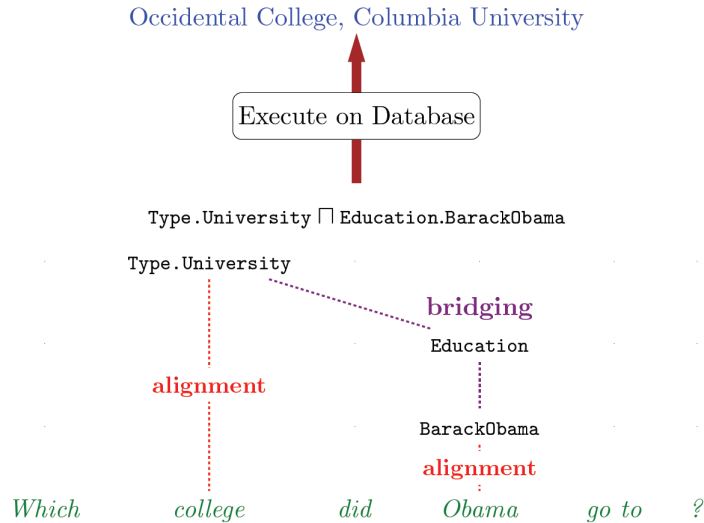 Occidental College, Columbia University
Execute on Database
Type.University ⊓ Education.BarackObama
Type.University
bridging
Education
alignment
BarackObama
alignment
Which college did Obama go to ?